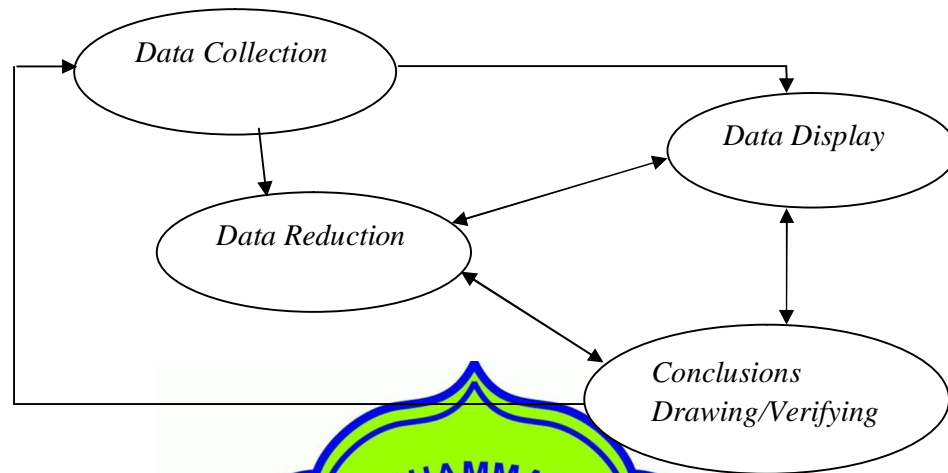 Data Collection
Data Display
Data Reduction
Conclusions
Drawing/Verifying